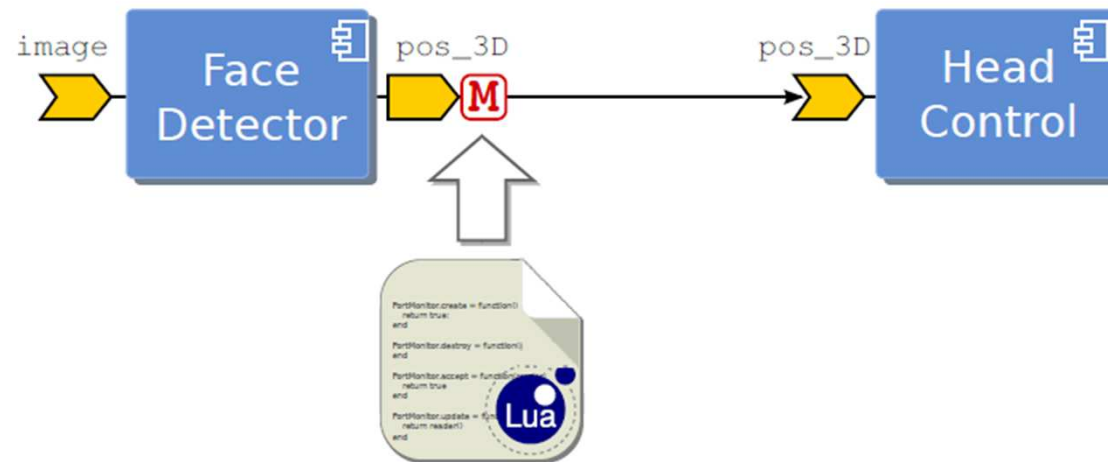 image
Face
Detector
pos_3D
M
pos_3D
Head
Control
PortMonitor.create = function()
return true;
end
PortMonitor.destroy = function()
end
PortMonitor.accept = function
return true
end
PortMonitor.update =
return reader()
end
Lua